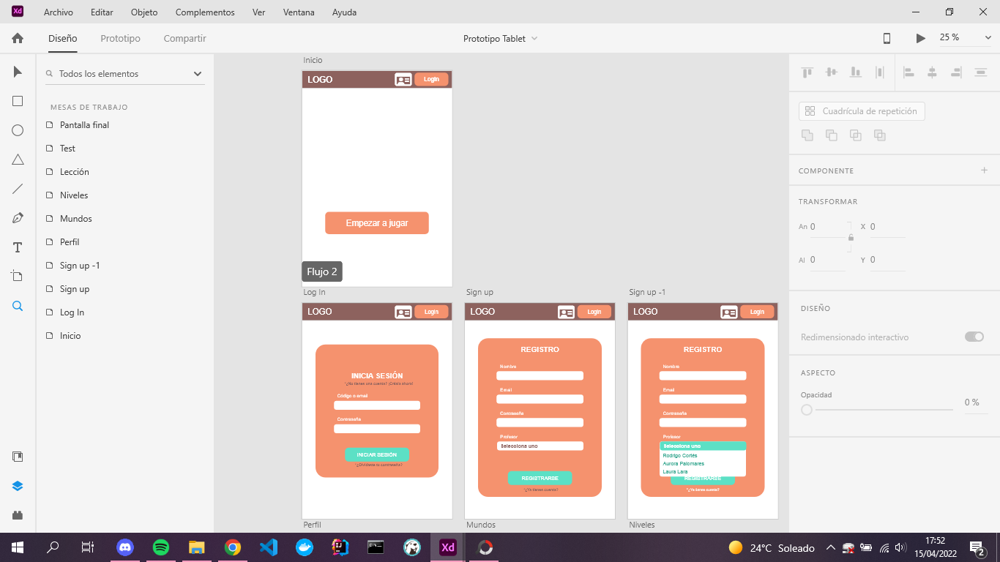 Xd Archivo Editar Objeto Complementos Ver Ventana Ayuda
Diseño Prototipo Compartir Prototipo Tablet 25 %
Todos los elementos
MESAS DE TRABAJO
Pantalla final
Test
Lección
Niveles
Mundos
Perfil
Sign up -1
Sign up
Log In
Inicio
Inicio
LOGO Login
Empezar a jugar
Flujo 2
Log In
LOGO Login
INICIA SESIÓN
*¿No tienes una cuenta? ¡Créala ahora!
Código o email
Contraseña
INICIAR SESIÓN
*¿Olvidaste tu contraseña?
Perfil
Sign up
LOGO Login
REGISTRO
Nombre
Email
Contraseña
Profesor
Selecciona uno
REGISTRARSE
*¿Ya tienes cuenta?
Mundos
Sign up -1
LOGO Login
REGISTRO
Nombre
Email
Contraseña
Profesor
Selecciona uno
Rodrigo Cortés
Aurora Palomares
Laura Lara
REGISTRARSE
*¿Ya tienes cuenta?
Niveles
Cuadrícula de repetición
COMPONENTE
TRANSFORMAR
An 0 X 0
Al 0 Y 0
DISEÑO
Redimensionado interactivo
ASPECTO
Opacidad
0 %
Xd 24°C Soleado 17:52
15/04/2022
2